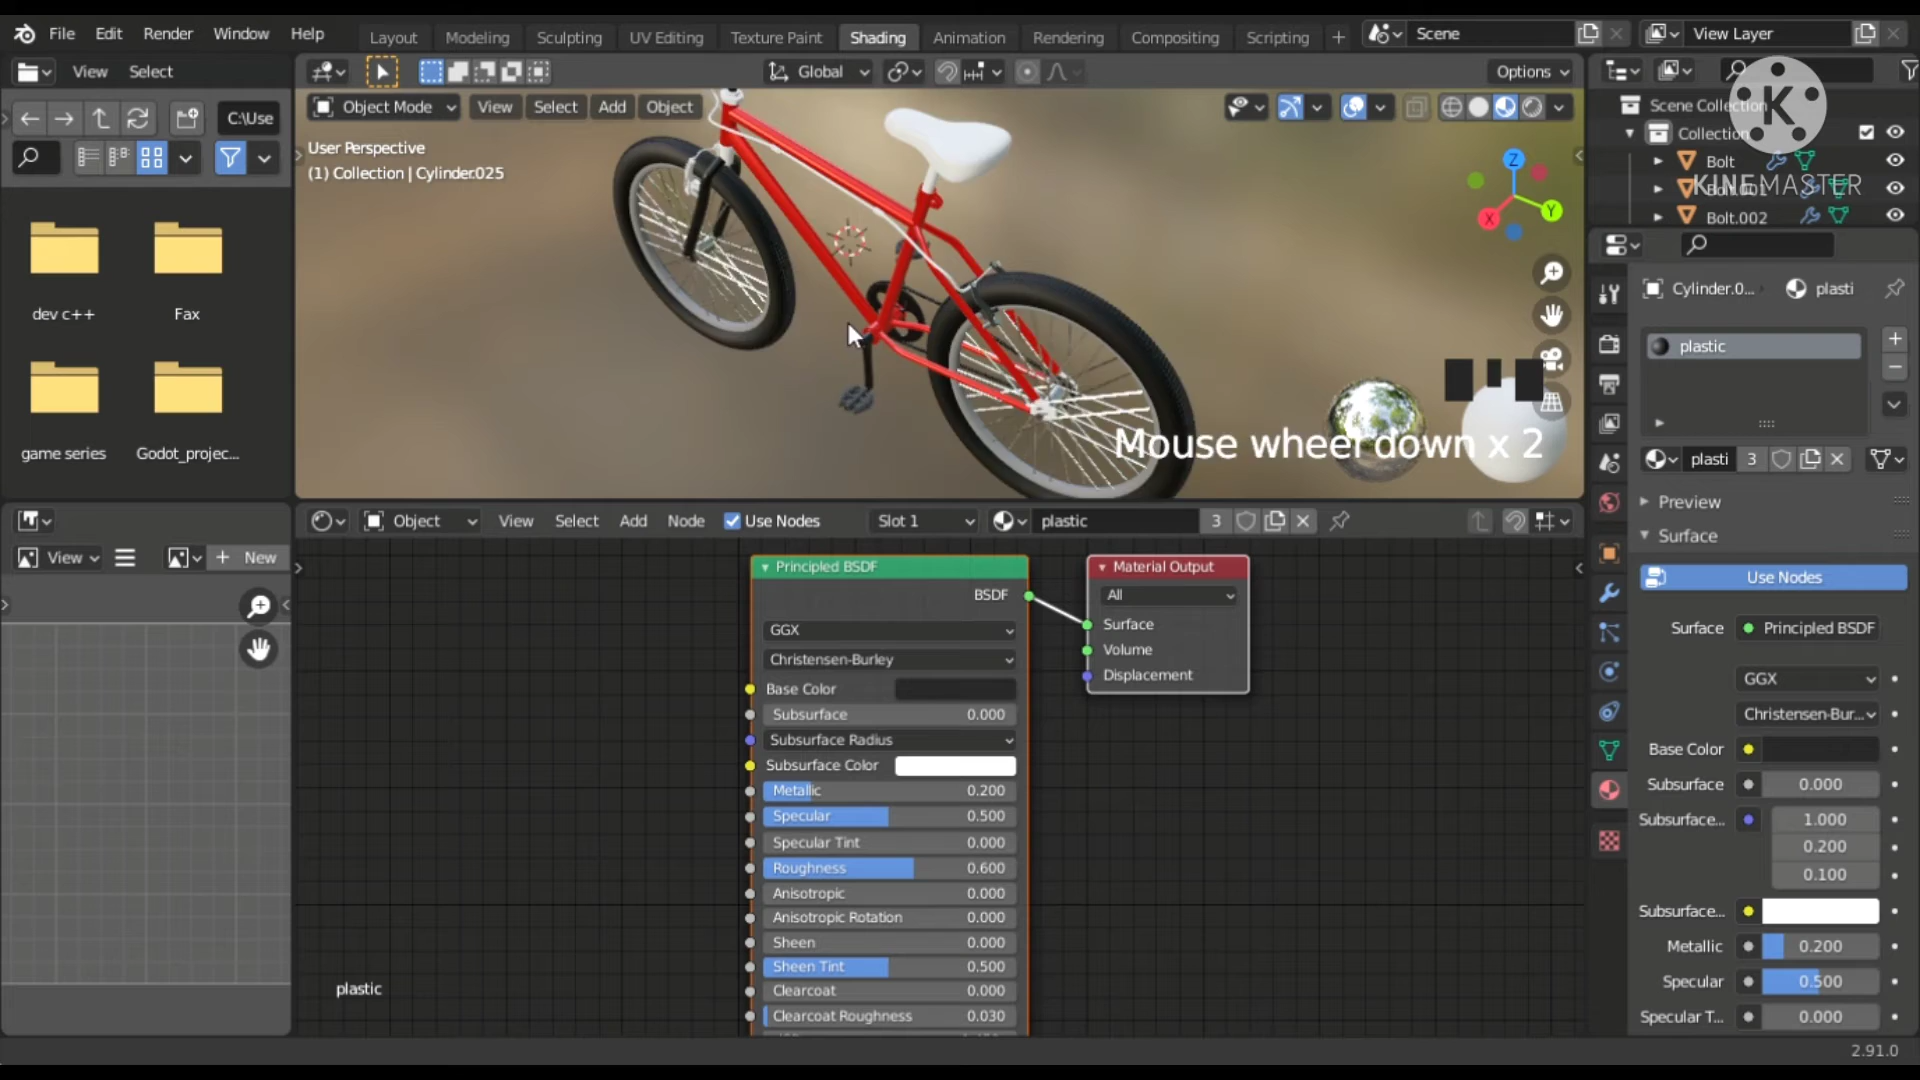 File Edit Render Window Help Layout Modeling Sculpting UV Editing Texture Paint Shading Animation Rendering Compositing Scripting + Scene View Layer
View Select Global Options
C:\Use
Object Mode View Select Add Object
User Perspective
(1) Collection | Cylinder.025
Z
Y
X
dev c++
Fax
game series
Godot_projec...
Mouse wheel down x 2
K
KINEMASTER
Scene Collection
Collection
Bolt
Bolt.001
Bolt.002
Cylinder.0... plasti
plastic
plasti 3
Preview
Surface
Use Nodes
Surface Principled BSDF
GGX
Christensen-Bur...
Base Color
Subsurface 0.000
Subsurface... 1.000
0.200
0.100
Subsurface...
Metallic 0.200
Specular 0.500
Specular T... 0.000
View + New
Object View Select Add Node Use Nodes Slot 1 plastic 3
Principled BSDF
BSDF
GGX
Christensen-Burley
Base Color
Subsurface 0.000
Subsurface Radius
Subsurface Color
Metallic 0.200
Specular 0.500
Specular Tint 0.000
Roughness 0.600
Anisotropic 0.000
Anisotropic Rotation 0.000
Sheen 0.000
Sheen Tint 0.500
Clearcoat 0.000
Clearcoat Roughness 0.030
Material Output
All
Surface
Volume
Displacement
plastic
2.91.0